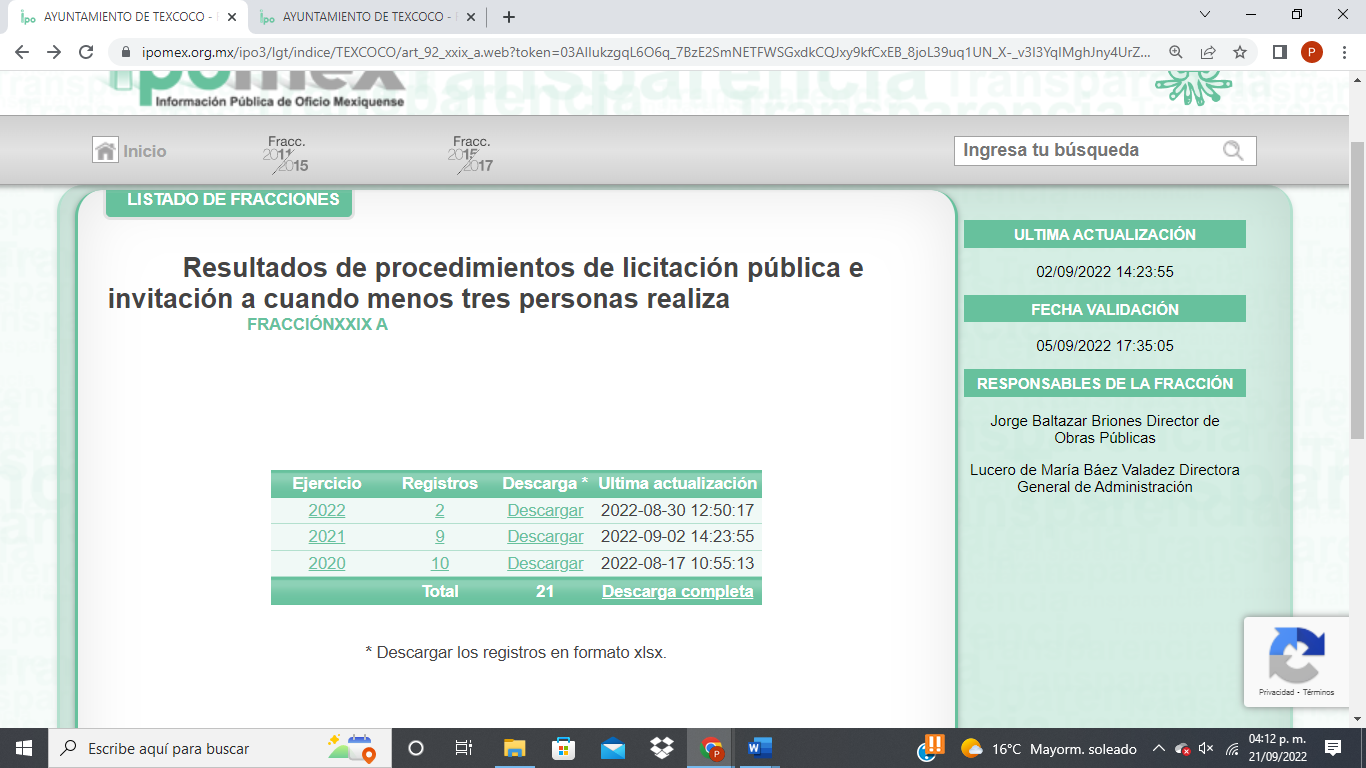 AYUNTAMIENTO DE TEXCOCO -
AYUNTAMIENTO DE TEXCOCO -
ipomex.org.mx/ipo3/lgt/indice/TEXCOCO/art_92_xxix_a.web?token=03AIIukzgqL6O6q_7BzE2SmNETFWSGxdkCQJxy9kfCxEB_8joL39uq1UN_X-_v3I3YqIMghJny4UrZ...
P
ipomex
Transparencia
Información Pública de Oficio Mexiquense
Inicio
Fracc.
2011
2015
Fracc.
2015
2017
Ingresa tu búsqueda
LISTADO DE FRACCIONES
Resultados de procedimientos de licitación pública e
invitación a cuando menos tres personas realiza
FRACCIÓNXXIX A
Ejercicio Registros Descarga * Ultima actualización
2022 2 Descargar 2022-08-30 12:50:17
2021 9 Descargar 2022-09-02 14:23:55
2020 10 Descargar 2022-08-17 10:55:13
Total 21 Descarga completa
* Descargar los registros en formato xlsx.
ULTIMA ACTUALIZACIÓN
02/09/2022 14:23:55
FECHA VALIDACIÓN
05/09/2022 17:35:05
RESPONSABLES DE LA FRACCIÓN
Jorge Baltazar Briones Director de
Obras Públicas
Lucero de María Báez Valadez Directora
General de Administración
Privacidad - Términos
Escribe aquí para buscar
16°C Mayorm. soleado
04:12 p. m.
21/09/2022